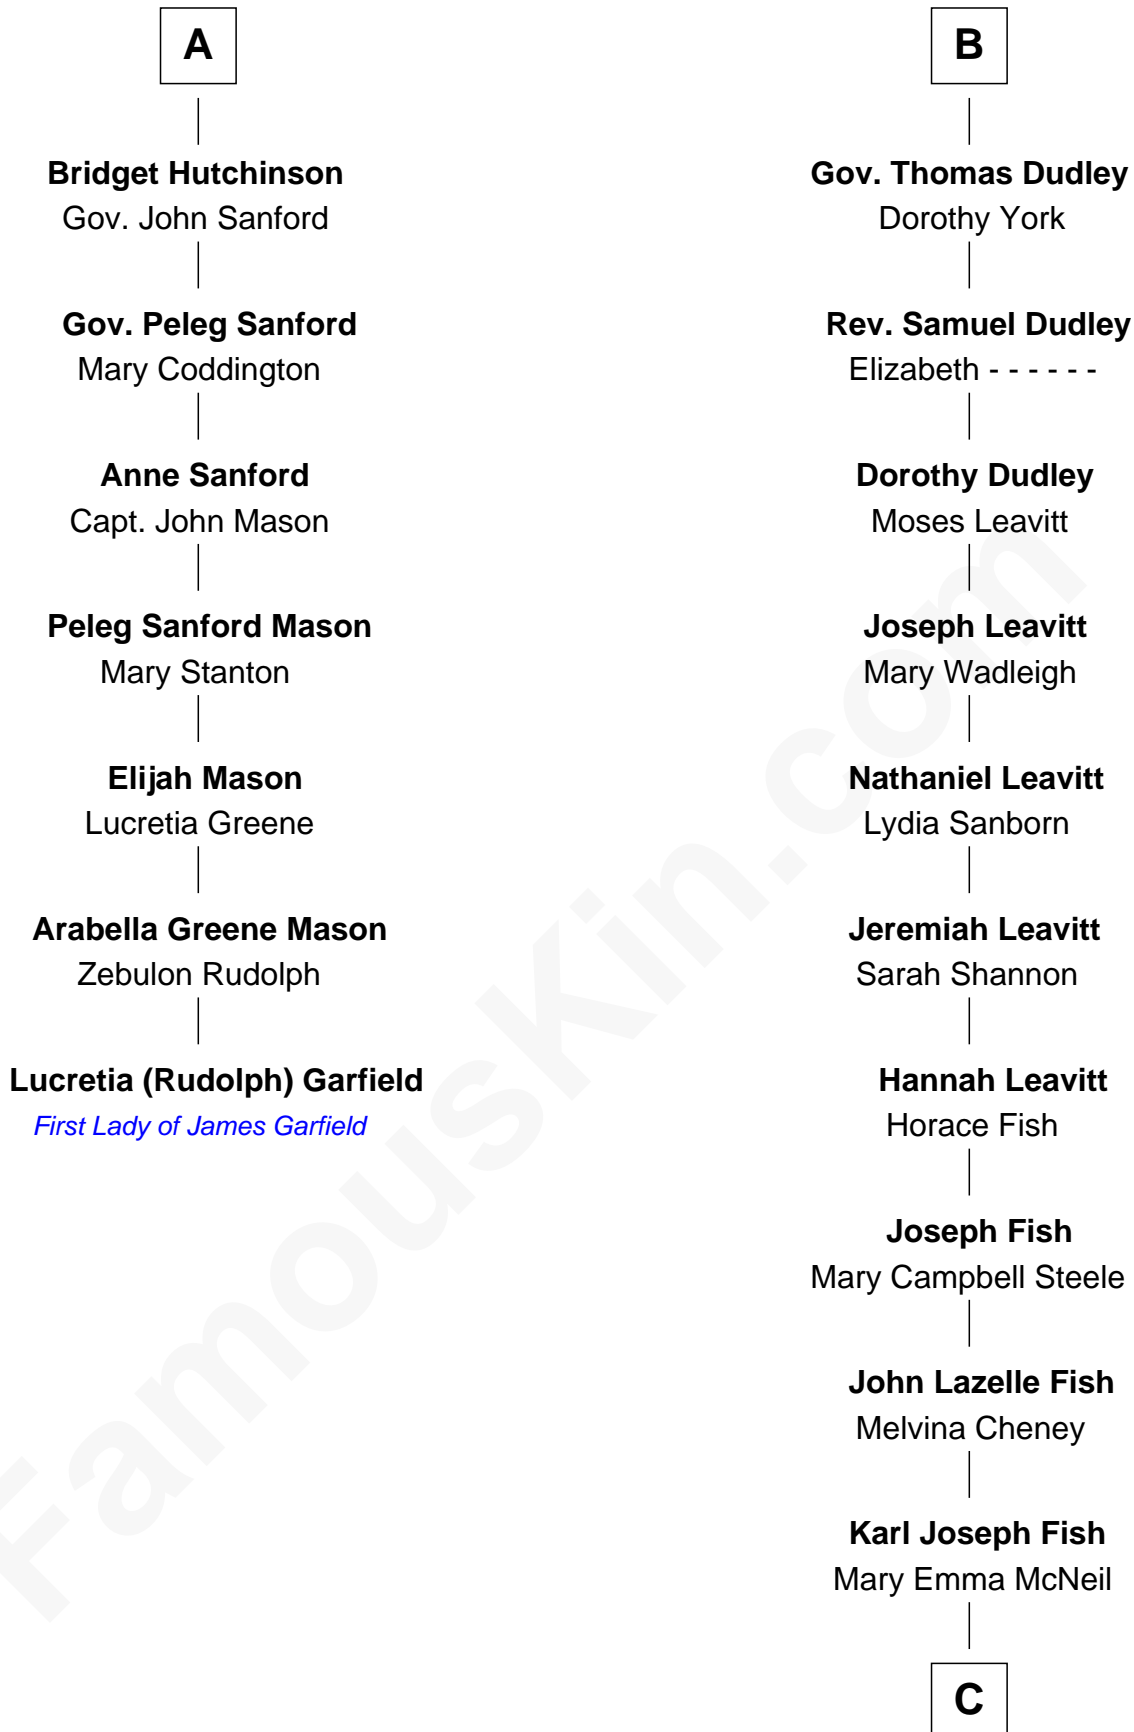 A
Bridget Hutchinson
Gov. John Sanford
Gov. Peleg Sanford
Mary Coddington
Anne Sanford
Capt. John Mason
Peleg Sanford Mason
Mary Stanton
Elijah Mason
Lucretia Greene
Arabella Greene Mason
Zebulon Rudolph
Lucretia (Rudolph) Garfield
First Lady of James Garfield
B
Gov. Thomas Dudley
Dorothy York
Rev. Samuel Dudley
Elizabeth - - - - - -
Dorothy Dudley
Moses Leavitt
Joseph Leavitt
Mary Wadleigh
Nathaniel Leavitt
Lydia Sanborn
Jeremiah Leavitt
Sarah Shannon
Hannah Leavitt
Horace Fish
Joseph Fish
Mary Campbell Steele
John Lazelle Fish
Melvina Cheney
Karl Joseph Fish
Mary Emma McNeil
C
FamousKin.com